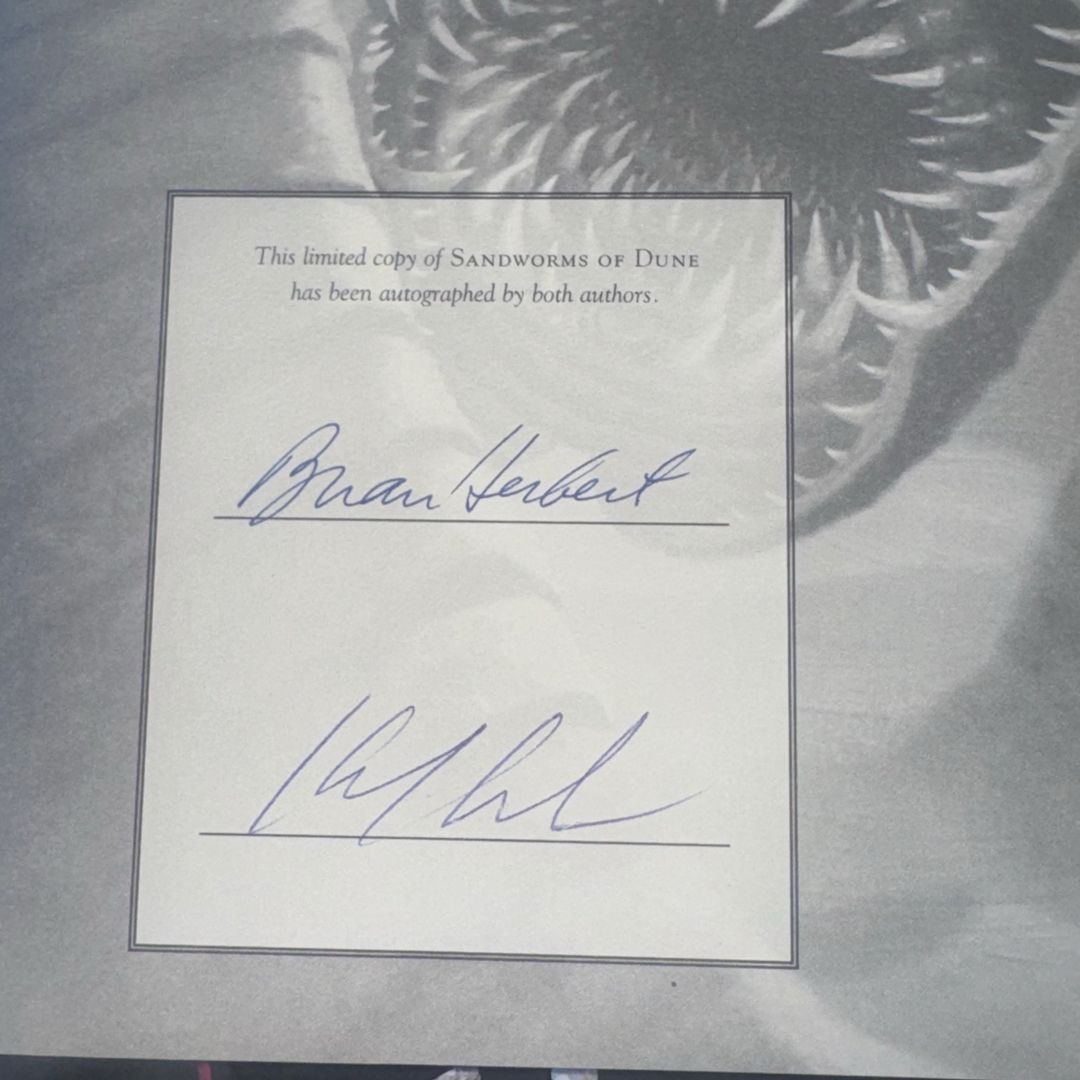 This limited copy of SANDWORMS OF DUNE
has been autographed by both authors.
Brian Herbert